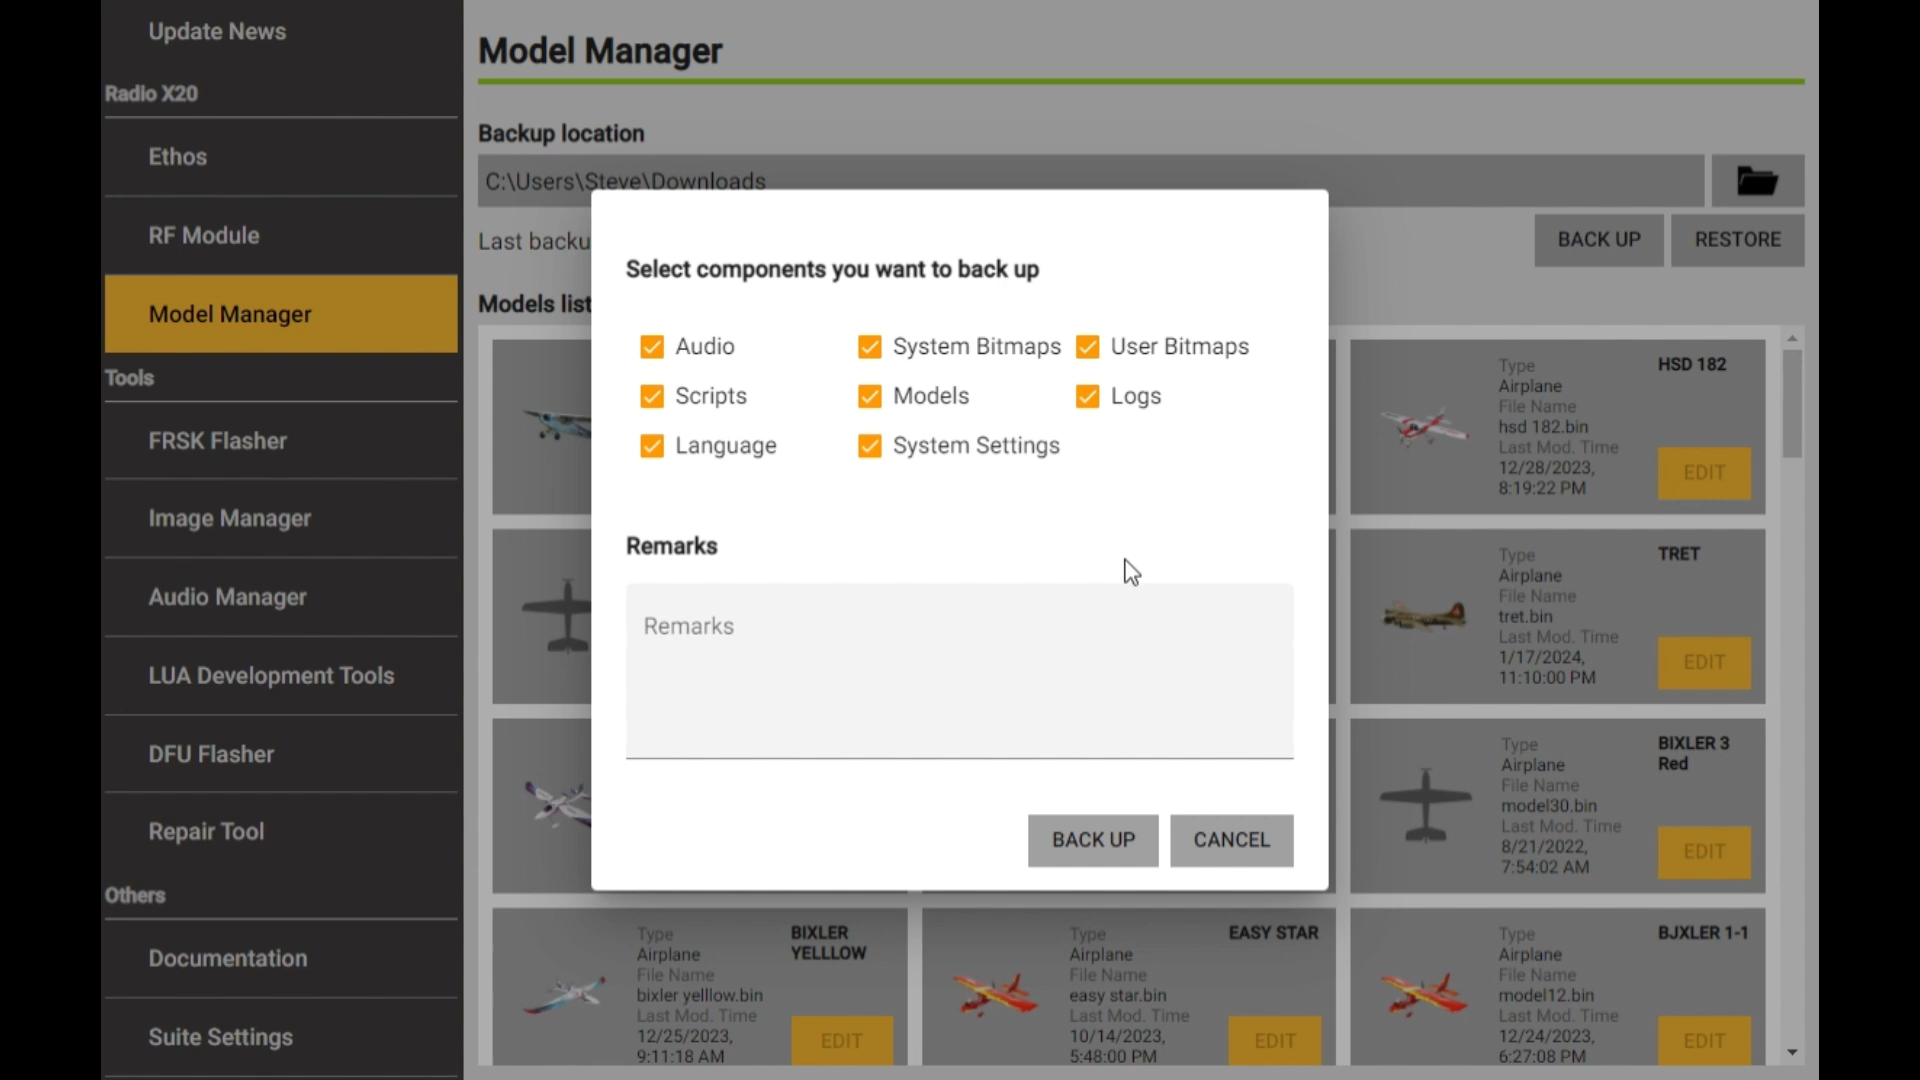 Update News
Radio X20
Ethos
RF Module
Model Manager
Tools
FRSK Flasher
Image Manager
Audio Manager
LUA Development Tools
DFU Flasher
Repair Tool
Others
Documentation
Suite Settings
Model Manager
Backup location
C:\Users\Steve\Downloads
Last backu
BACK UP
RESTORE
Models list
Select components you want to back up
Audio
System Bitmaps
User Bitmaps
Scripts
Models
Logs
Language
System Settings
Remarks
Remarks
BACK UP
CANCEL
Type
Airplane
File Name
hsd 182.bin
Last Mod. Time
12/28/2023,
8:19:22 PM
HSD 182
EDIT
Type
Airplane
File Name
tret.bin
Last Mod. Time
1/17/2024,
11:10:00 PM
TRET
EDIT
Type
Airplane
File Name
model30.bin
Last Mod. Time
8/21/2022,
7:54:02 AM
BIXLER 3
Red
EDIT
Type
Airplane
File Name
bixler yelllow.bin
Last Mod. Time
12/25/2023,
9:11:18 AM
BIXLER
YELLLOW
EDIT
Type
Airplane
File Name
easy star.bin
Last Mod. Time
10/14/2023,
5:48:00 PM
EASY STAR
EDIT
Type
Airplane
File Name
model12.bin
Last Mod. Time
12/24/2023,
6:27:08 PM
BJXLER 1-1
EDIT